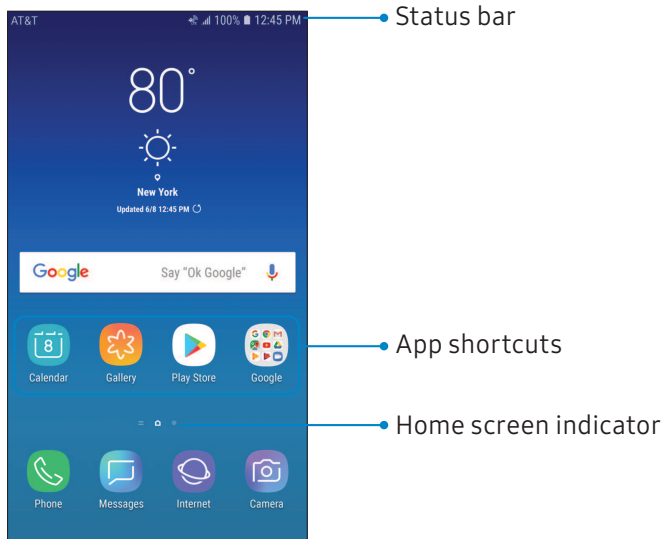 AT&T 100% 12:45 PM
Status bar
80°
New York
Updated 6/8 12:45 PM
Google Say "Ok Google"
8
App shortcuts
Calendar Gallery Play Store Google
Home screen indicator
Phone Messages Internet Camera